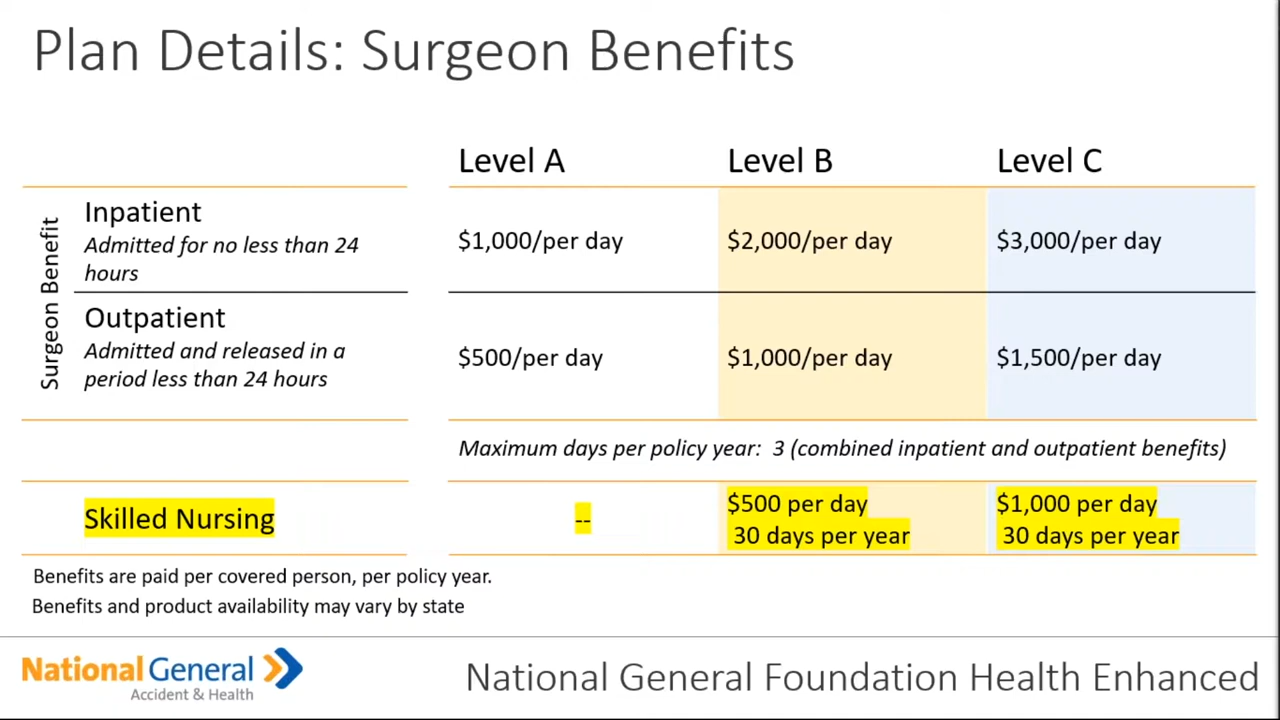 Plan Details: Surgeon Benefits
Level A
Level B
Level C
Surgeon Benefit
Inpatient
Admitted for no less than 24
hours
$1,000/per day
$2,000/per day
$3,000/per day
Outpatient
Admitted and released in a
period less than 24 hours
$500/per day
$1,000/per day
$1,500/per day
Maximum days per policy year:  3 (combined inpatient and outpatient benefits)
Skilled Nursing
--
$500 per day
30 days per year
$1,000 per day
30 days per year
Benefits are paid per covered person, per policy year.
Benefits and product availability may vary by state
National General
Accident & Health
National General Foundation Health Enhanced